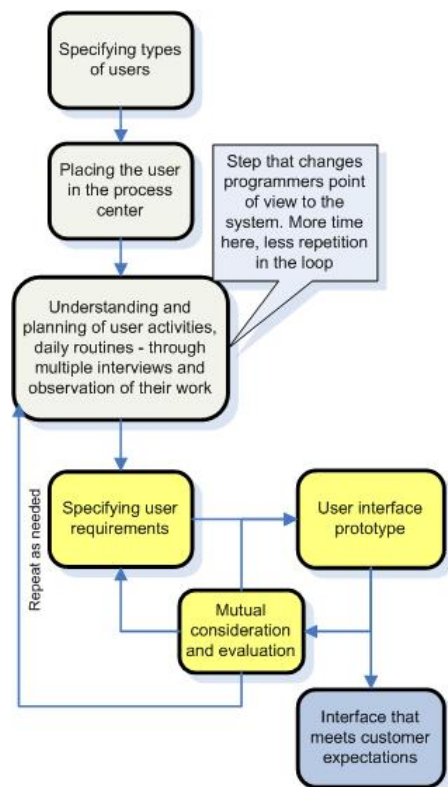 Specifying types
of users
Placing the user
in the process
center
Step that changes
programmers point
of view to the
system. More time
here, less repetition
in the loop
Understanding and
planning of user activities,
daily routines - through
multiple interviews and
observation of their work
Repeat as needed
Specifying user
requirements
User interface
prototype
Mutual
consideration
and evaluation
Interface that
meets customer
expectations